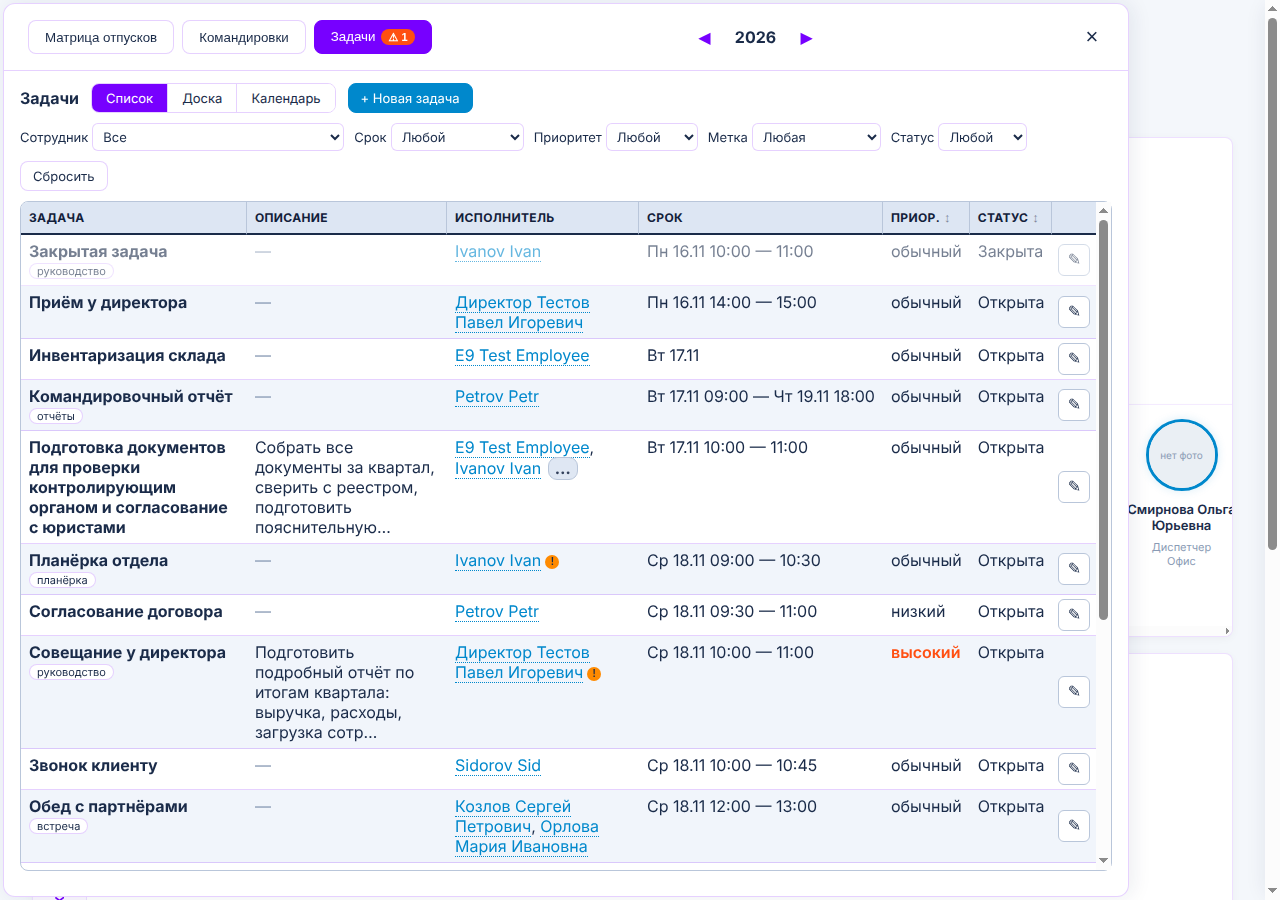 Матрица отпусков Командировки Задачи ⚠ 1 ◀ 2026 ▶ ×
Задачи Список Доска Календарь + Новая задача
Сотрудник Все Срок Любой Приоритет Любой Метка Любая Статус Любой
Сбросить
ЗАДАЧА ОПИСАНИЕ ИСПОЛНИТЕЛЬ СРОК ПРИОР. ↕ СТАТУС ↕
Закрытая задача — Ivanov Ivan Пн 16.11 10:00 — 11:00 обычный Закрыта ✎
руководство
Приём у директора — Директор Тестов Пн 16.11 14:00 — 15:00 обычный Открыта ✎
Павел Игоревич
Инвентаризация склада — E9 Test Employee Вт 17.11 обычный Открыта ✎
Командировочный отчёт — Petrov Petr Вт 17.11 09:00 — Чт 19.11 18:00 обычный Открыта ✎
отчёты
Подготовка документов Собрать все E9 Test Employee, Вт 17.11 10:00 — 11:00 обычный Открыта ✎
для проверки документы за квартал, Ivanov Ivan ...
контролирующим сверить с реестром,
органом и согласование подготовить
с юристами пояснительную...
Планёрка отдела — Ivanov Ivan ! Ср 18.11 09:00 — 10:30 обычный Открыта ✎
планёрка
Согласование договора — Petrov Petr Ср 18.11 09:30 — 11:00 низкий Открыта ✎
Совещание у директора Подготовить Директор Тестов Ср 18.11 10:00 — 11:00 высокий Открыта ✎
руководство подробный отчёт по Павел Игоревич !
итогам квартала:
выручка, расходы,
загрузка сотр...
Звонок клиенту — Sidorov Sid Ср 18.11 10:00 — 10:45 обычный Открыта ✎
Обед с партнёрами — Козлов Сергей Ср 18.11 12:00 — 13:00 обычный Открыта ✎
встреча Петрович, Орлова
Мария Ивановна
нет фото
Смирнова Ольга
Юрьевна
Диспетчер
Офис